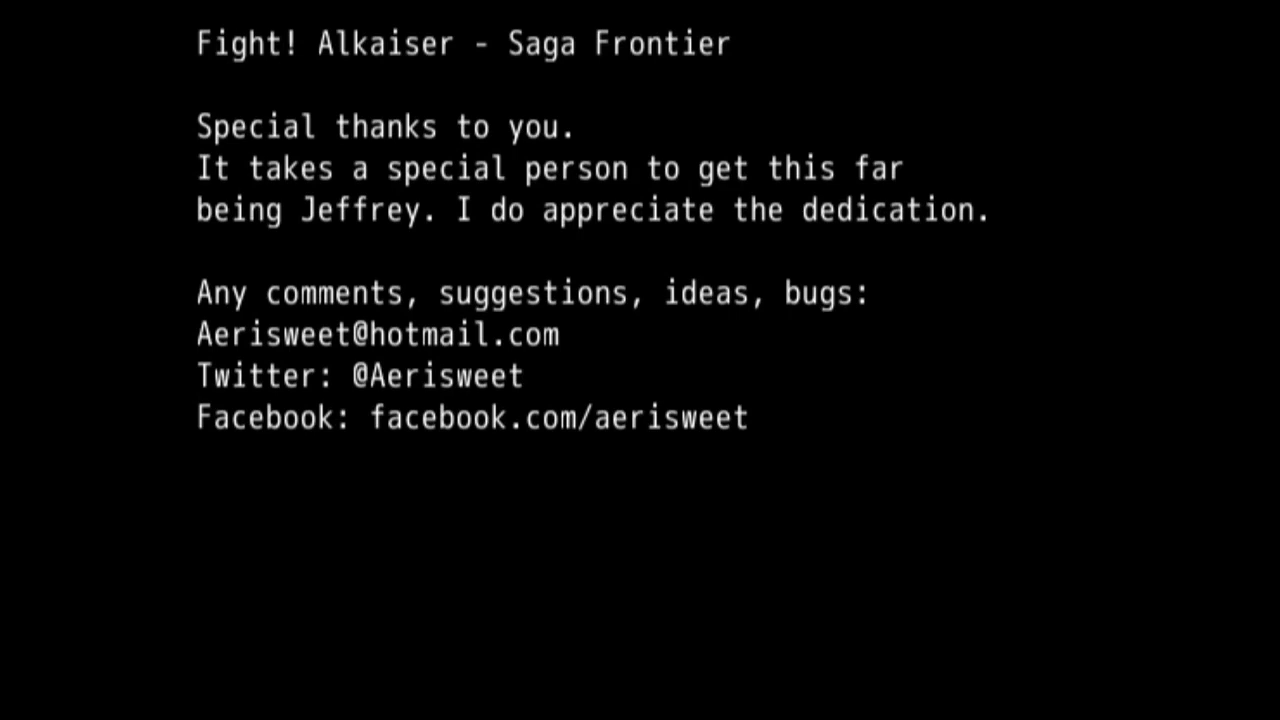 Fight! Alkaiser - Saga Frontier
Special thanks to you.
It takes a special person to get this far
being Jeffrey. I do appreciate the dedication.
Any comments, suggestions, ideas, bugs:
Aerisweet@hotmail.com
Twitter: @Aerisweet
Facebook: facebook.com/aerisweet